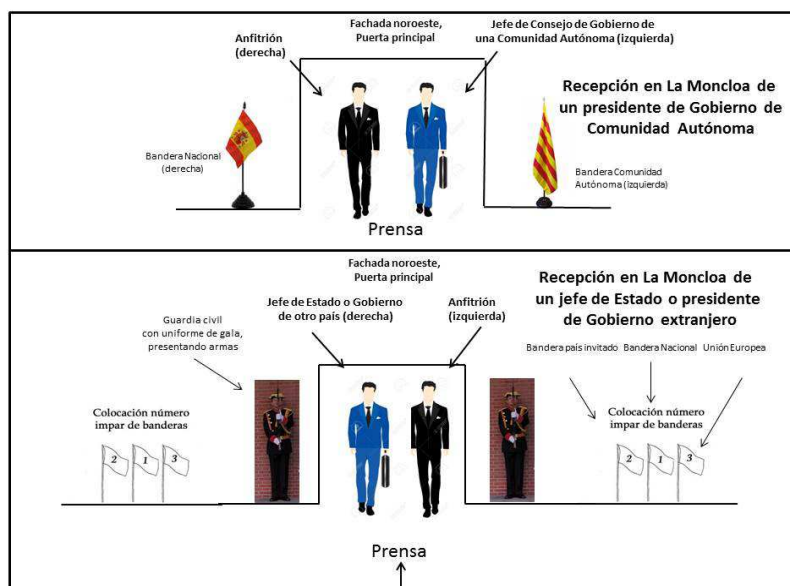 Fachada noroeste,
Puerta principal
Anfitrión
(derecha)
Jefe de Consejo de Gobierno de
una Comunidad Autónoma (izquierda)
Recepción en La Moncloa de
un presidente de Gobierno de
Comunidad Autónoma
Bandera Nacional
(derecha)
Bandera Comunidad
Autónoma (izquierda)
Prensa
Fachada noroeste,
Puerta principal
Recepción en La Moncloa de
un jefe de Estado o presidente
de Gobierno extranjero
Jefe de Estado o Gobierno
de otro país (derecha)
Anfitrión
(izquierda)
Guardia civil
con uniforme de gala,
presentando armas
Bandera país invitado Bandera Nacional Unión Europea
Colocación número
impar de banderas
2 1 3
Colocación número
impar de banderas
2 1 3
Prensa